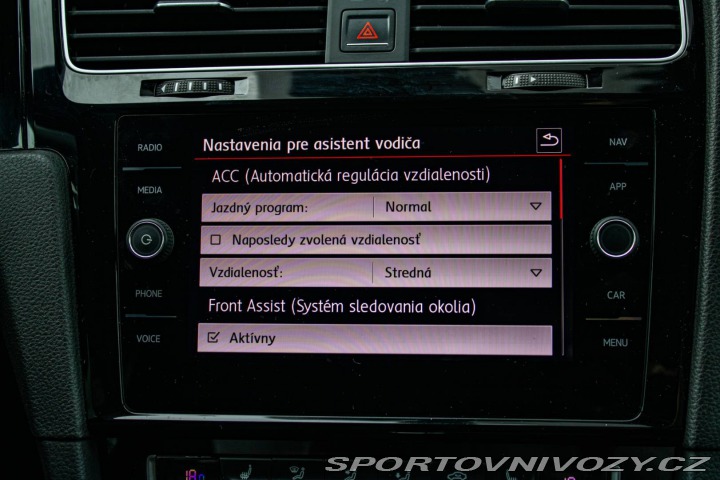 RADIO
MEDIA
PHONE
VOICE
Nastavenia pre asistent vodiča
ACC (Automatická regulácia vzdialenosti)
Jazdný program: Normal
Naposledy zvolená vzdialenosť
Vzdialenosť: Stredná
Front Assist (Systém sledovania okolia)
Aktívny
NAV
APP
CAR
MENU
SPORTOVNIVOZY.CZ